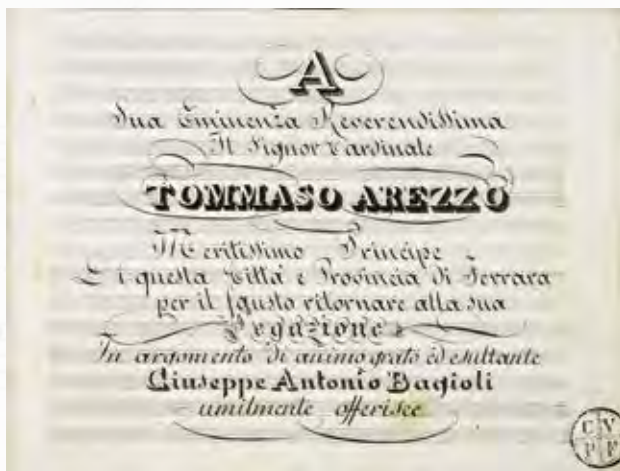 A
Sua Eminenza Reverendissima
Il Signor Cardinale
TOMMASO AREZZO
Meritissimo Principe
Di questa Città e Provincia di Ferrara
per il fausto ritornare alla sua
Legazione
In argomento di animo grato ed esultante
Giuseppe Antonio Bagioli
umilmente offerisce
C V
P F